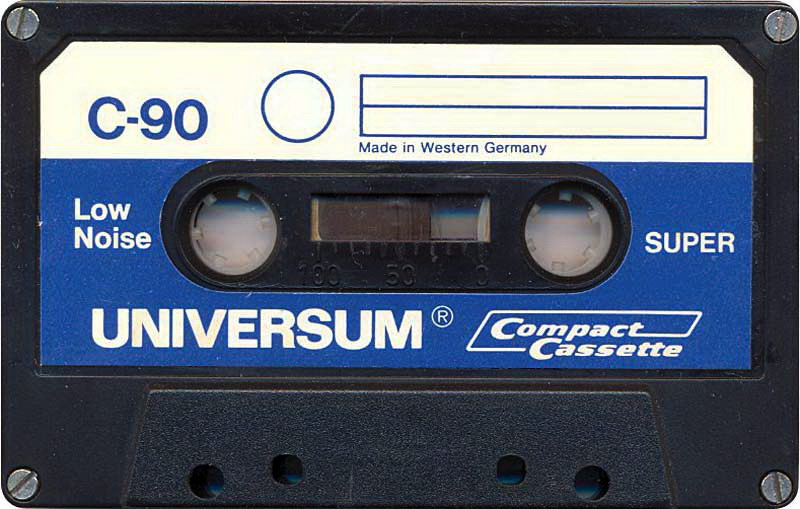 C-90
Made in Western Germany
Low
Noise
SUPER
100 50 0
UNIVERSUM®
Compact
Cassette